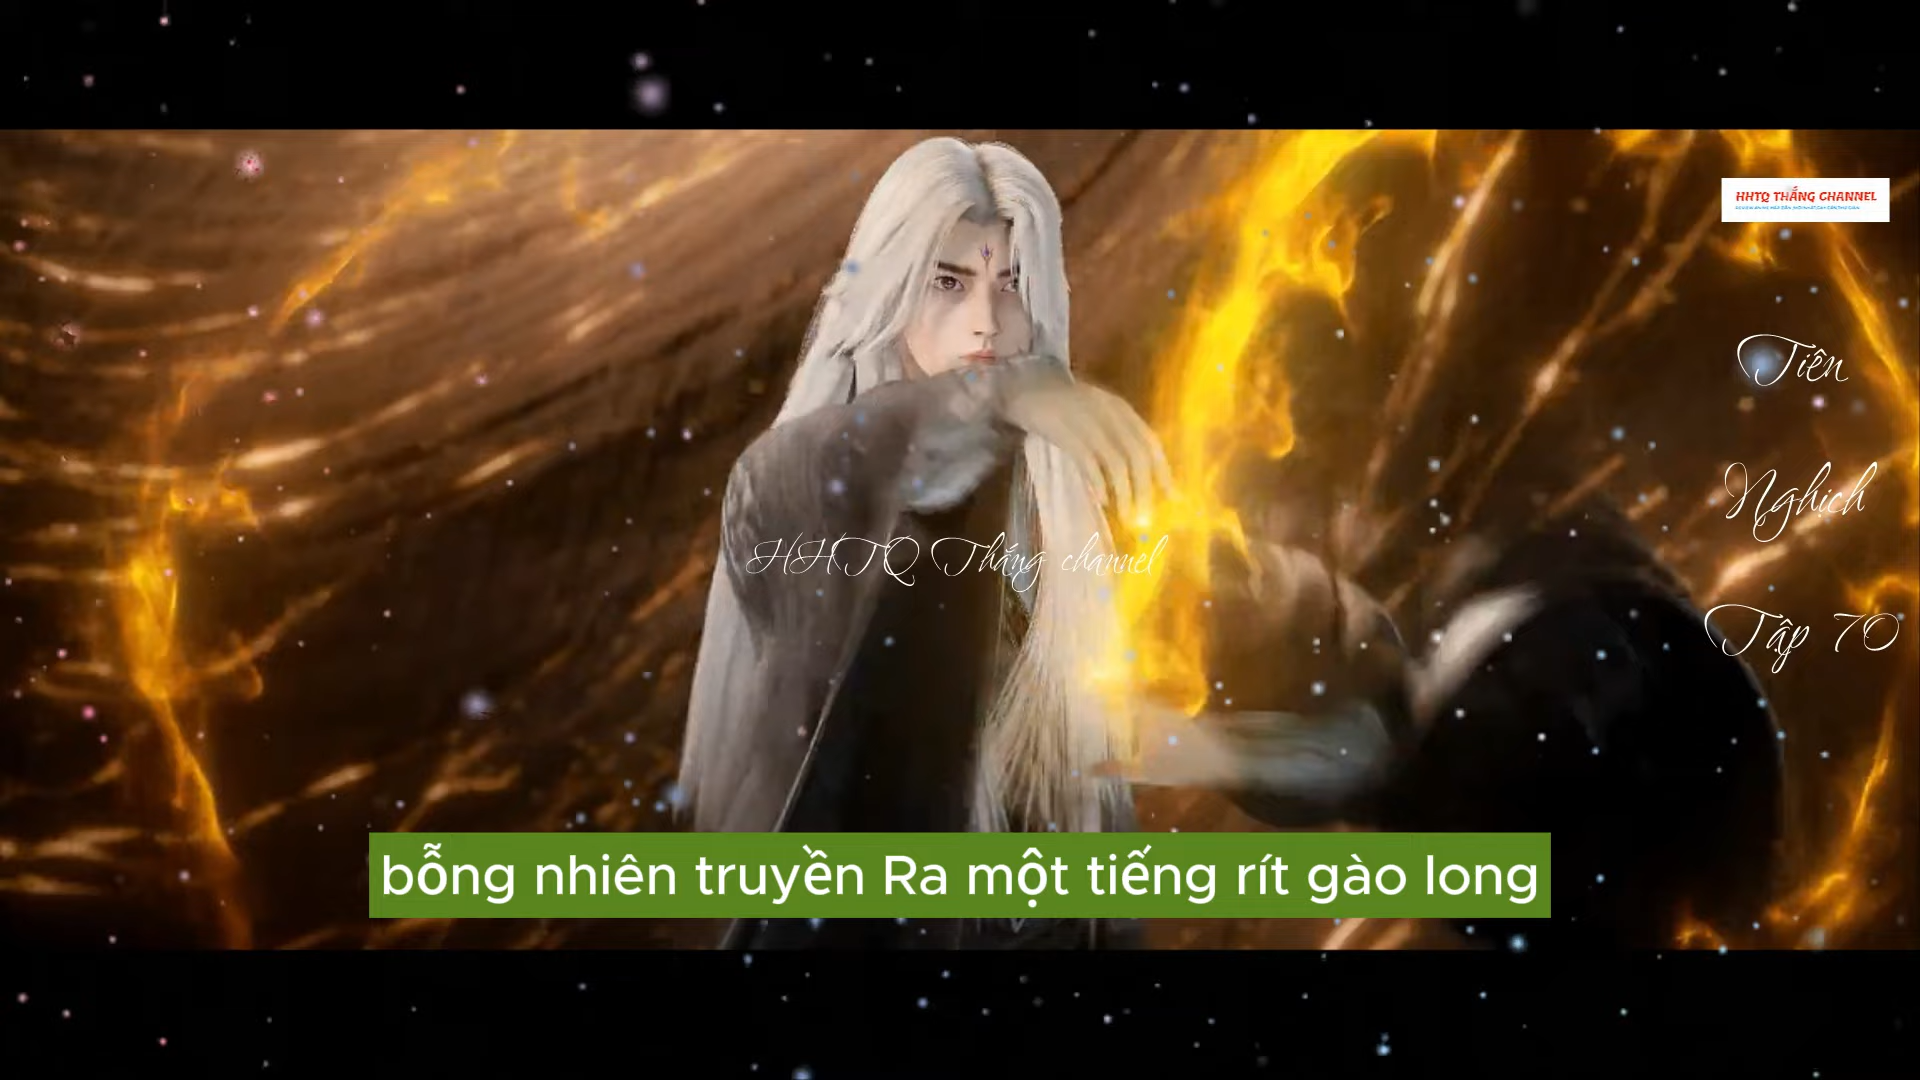 HHTQ THẮNG CHANNEL
Tiên
Nghịch
HHTQ Thắng channel
Tập 70
bỗng nhiên truyền Ra một tiếng rít gào long